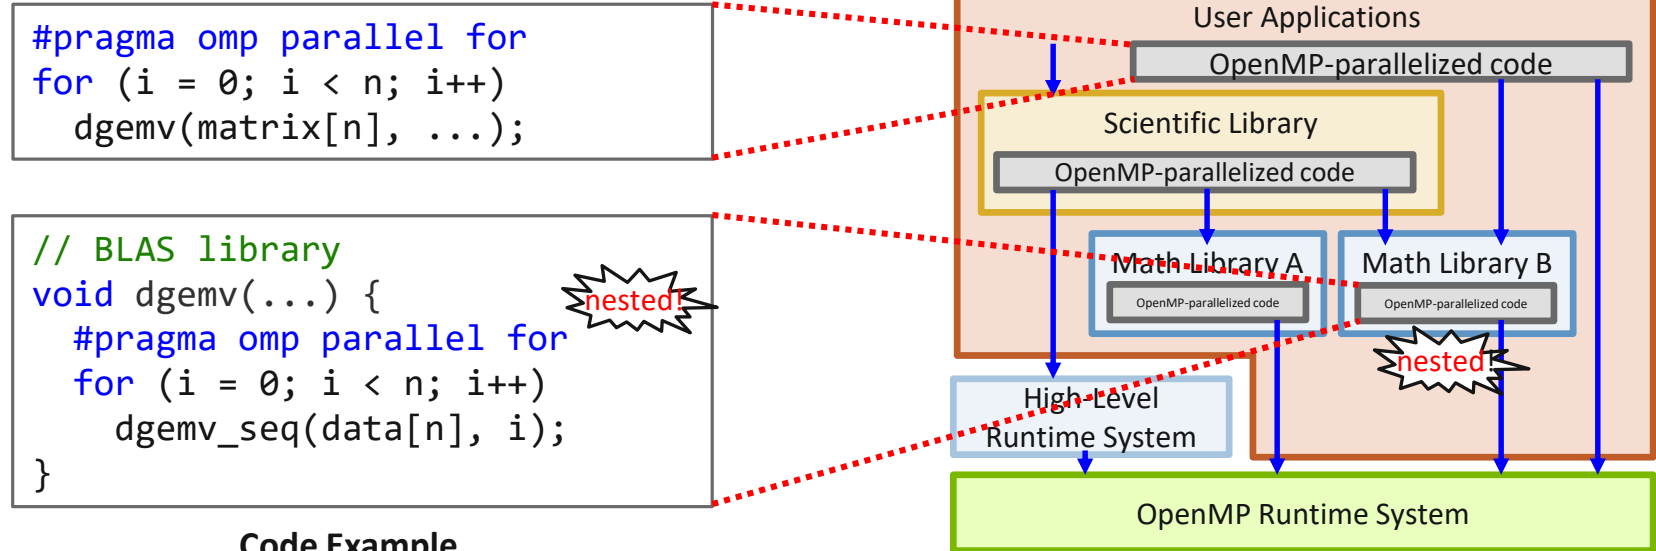 #pragma omp parallel for
for (i = 0; i < n; i++)
dgemv(matrix[n], ...);
// BLAS library
void dgemv(...) {
nested!
#pragma omp parallel for
for (i = 0; i < n; i++)
dgemv_seq(data[n], i);
}
Code Example
User Applications
OpenMP-parallelized code
Scientific Library
OpenMP-parallelized code
Math Library A
OpenMP-parallelized code
Math Library B
OpenMP-parallelized code
nested!
High-Level
Runtime System
OpenMP Runtime System